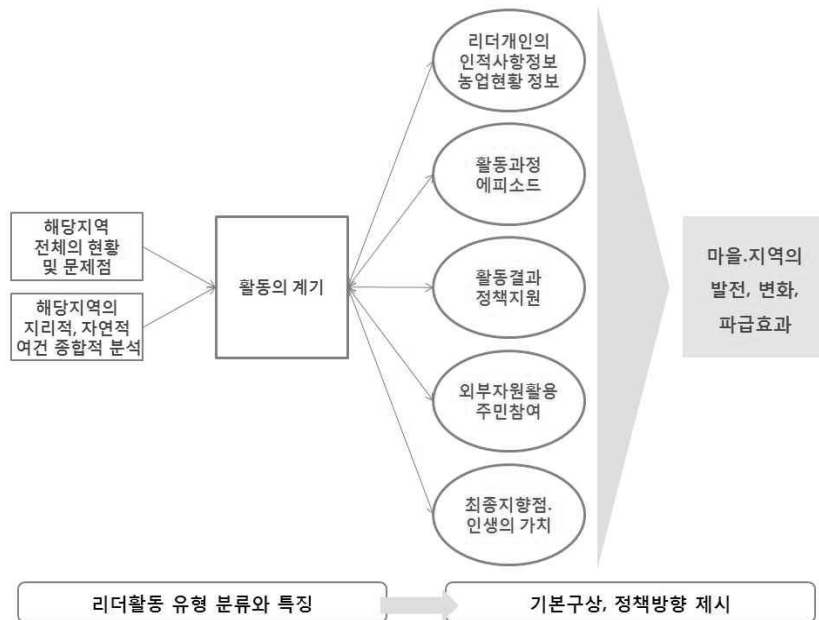 해당지역
전체의 현황
및 문제점
해당지역의
지리적, 자연적
여건 종합적 분석
활동의 계기
리더개인의
인적사항정보
농업현황 정보
활동과정
에피소드
활동결과
정책지원
외부자원활용
주민참여
최종지향점.
인생의 가치
마을.지역의
발전, 변화,
파급효과
리더활동 유형 분류와 특징
기본구상, 정책방향 제시